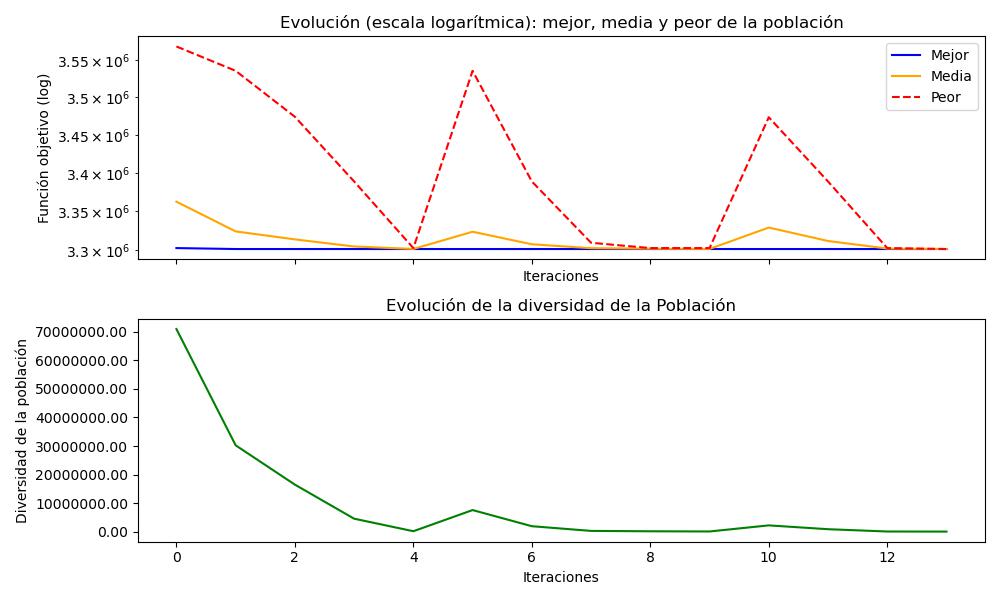 Evolución (escala logarítmica): mejor, media y peor de la población
Función objetivo (log)
3.55 × 10⁶
3.5 × 10⁶
3.45 × 10⁶
3.4 × 10⁶
3.35 × 10⁶
3.3 × 10⁶
Mejor
Media
Peor
Iteraciones
Evolución de la diversidad de la Población
Diversidad de la población
70000000.00
60000000.00
50000000.00
40000000.00
30000000.00
20000000.00
10000000.00
0.00
0 2 4 6 8 10 12
Iteraciones